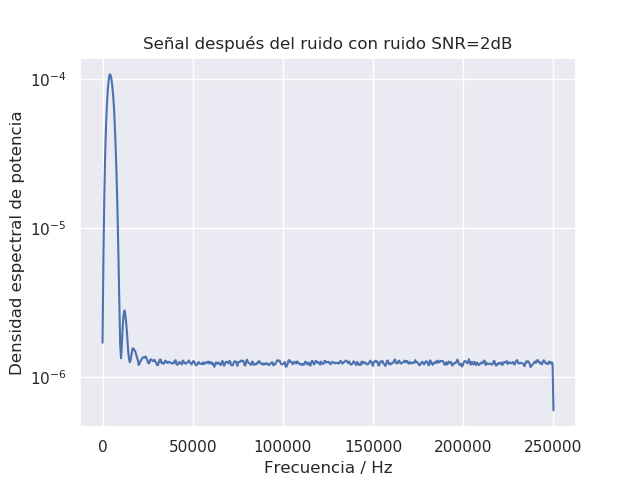 Señal después del ruido con ruido SNR=2dB
Densidad espectral de potencia
10⁻⁴
10⁻⁵
10⁻⁶
0 50000 100000 150000 200000 250000
Frecuencia / Hz